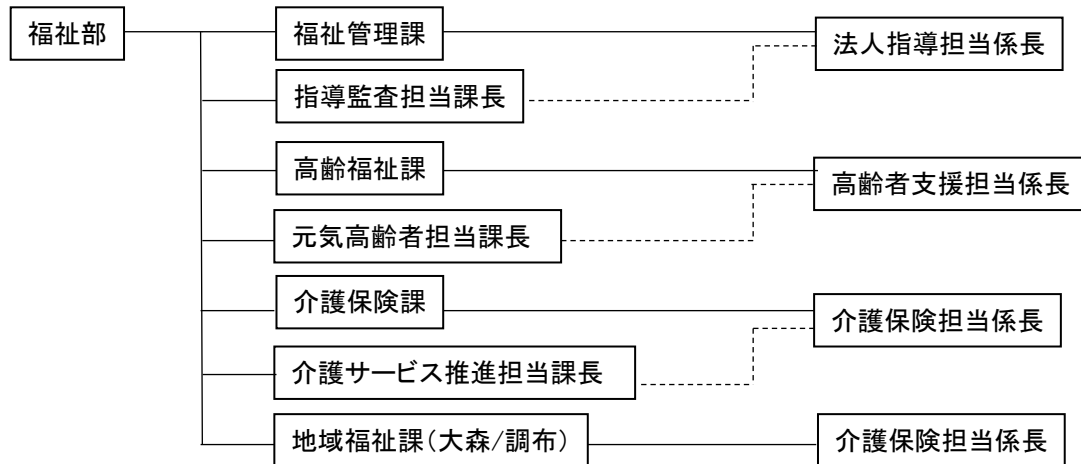 福祉部
福祉管理課
法人指導担当係長
指導監査担当課長
高齢福祉課
高齢者支援担当係長
元気高齢者担当課長
介護保険課
介護保険担当係長
介護サービス推進担当課長
地域福祉課(大森/調布)
介護保険担当係長